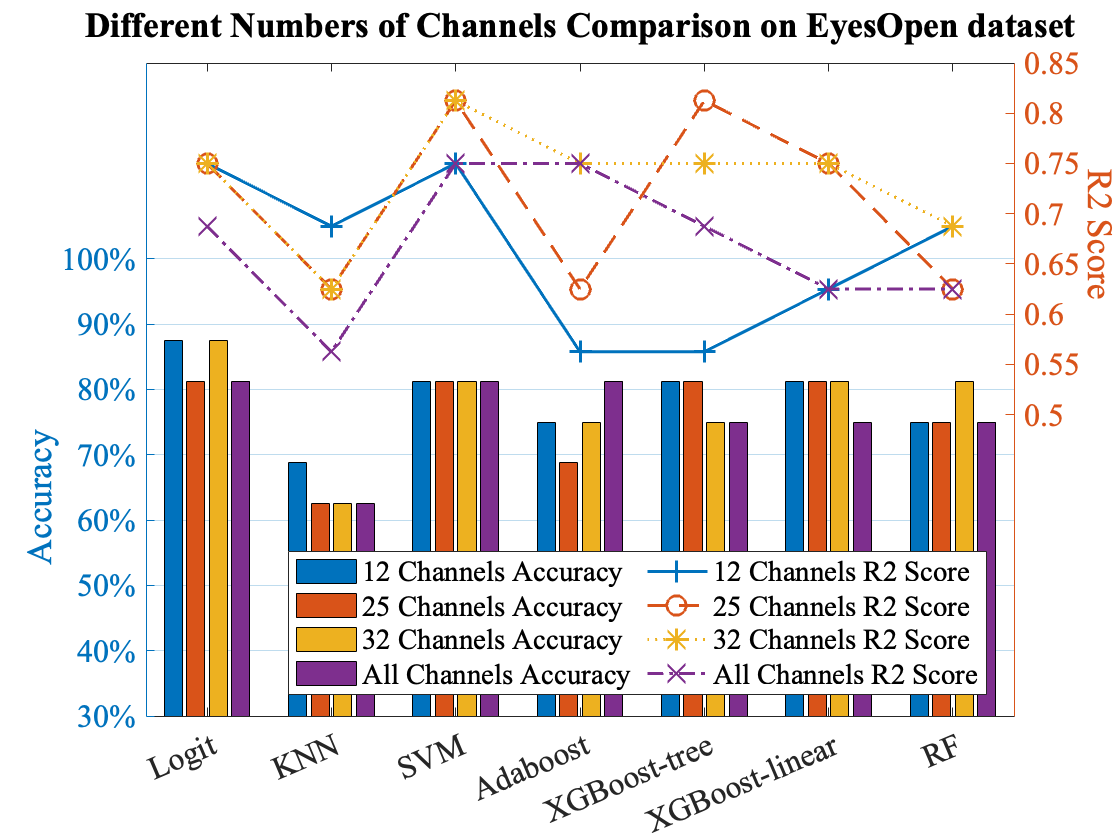 Different Numbers of Channels Comparison on EyesOpen dataset
0.85
0.8
0.75
0.7
0.65
0.6
0.55
0.5
R2 Score
100%
90%
80%
70%
60%
50%
40%
30%
Accuracy
12 Channels Accuracy
25 Channels Accuracy
32 Channels Accuracy
All Channels Accuracy
12 Channels R2 Score
25 Channels R2 Score
32 Channels R2 Score
All Channels R2 Score
Logit
KNN
SVM
Adaboost
XGBoost-tree
XGBoost-linear
RF